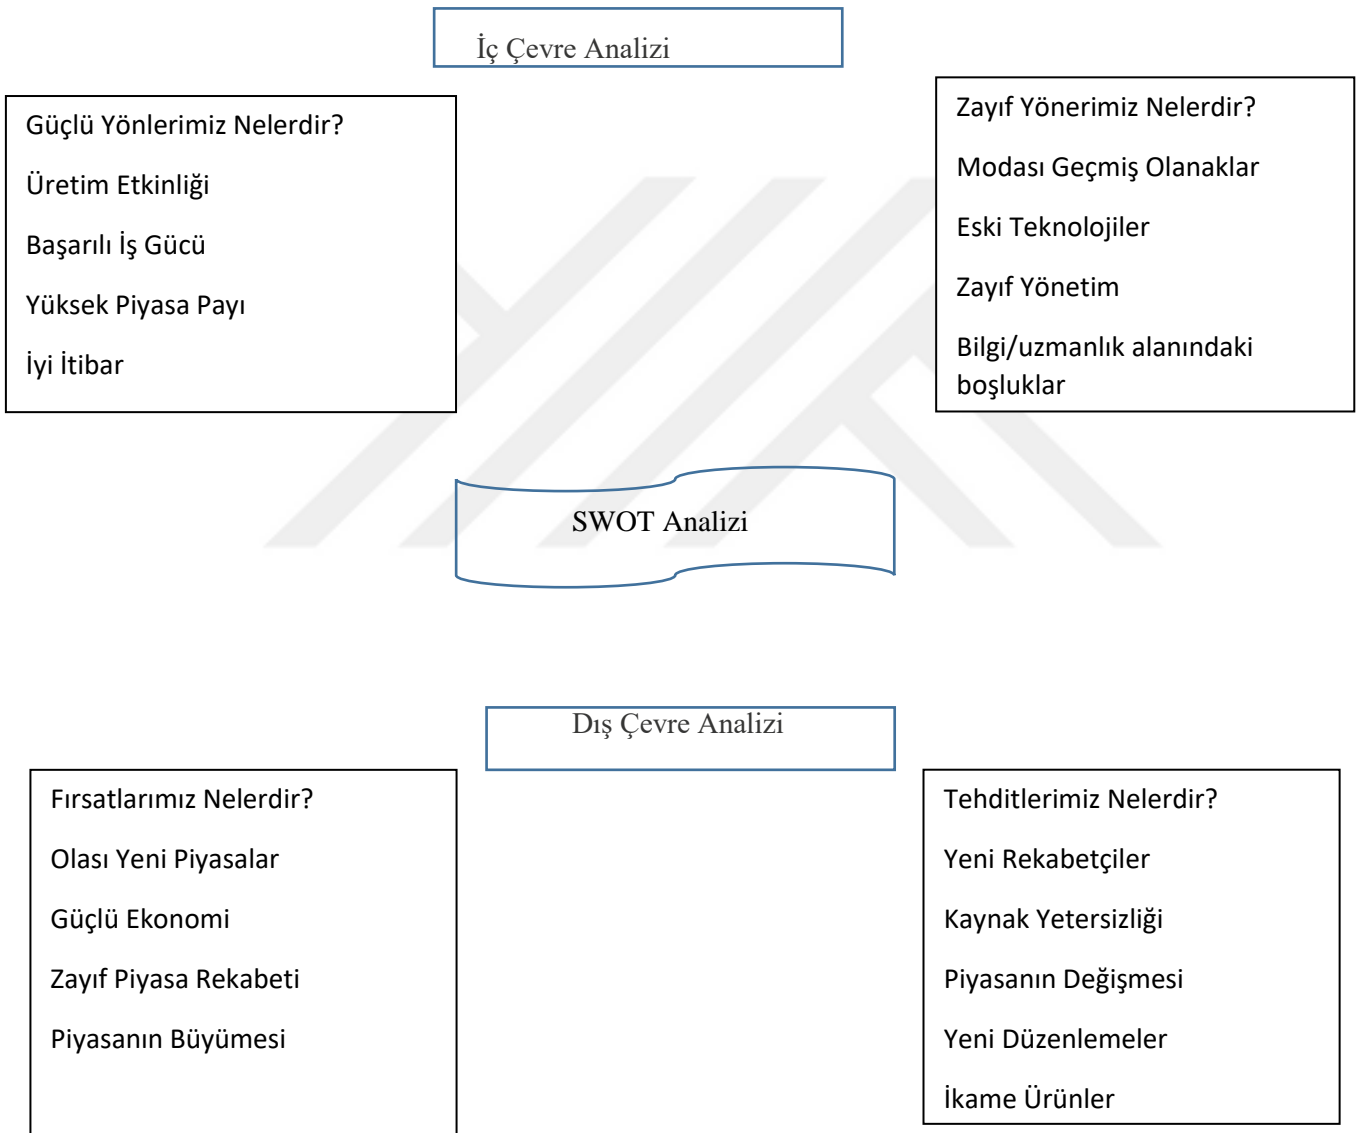 İç Çevre Analizi
Güçlü Yönlerimiz Nelerdir?
Üretim Etkinliği
Başarılı İş Gücü
Yüksek Piyasa Payı
İyi İtibar
Zayıf Yönerimiz Nelerdir?
Modası Geçmiş Olanaklar
Eski Teknolojiler
Zayıf Yönetim
Bilgi/uzmanlık alanındaki
boşluklar
SWOT Analizi
Dış Çevre Analizi
Fırsatlarımız Nelerdir?
Olası Yeni Piyasalar
Güçlü Ekonomi
Zayıf Piyasa Rekabeti
Piyasanın Büyümesi
Tehditlerimiz Nelerdir?
Yeni Rekabetçiler
Kaynak Yetersizliği
Piyasanın Değişmesi
Yeni Düzenlemeler
İkame Ürünler